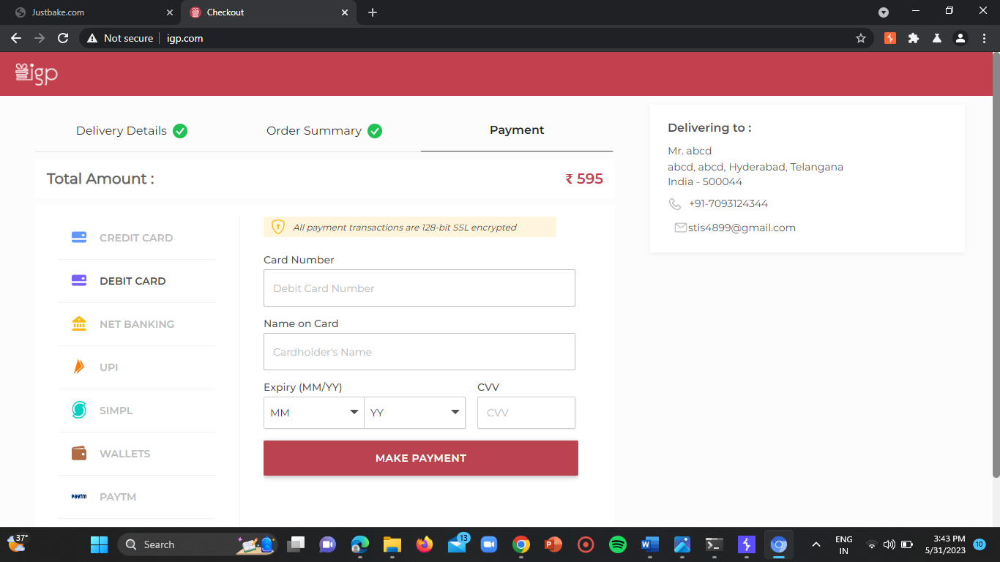 Justbake.com
Checkout
Not secure
igp.com
igp
Delivery Details
Order Summary
Payment
Total Amount :
₹ 595
Delivering to :
Mr. abcd
abcd, abcd, Hyderabad, Telangana
India - 500044
+91-7093124344
stis4899@gmail.com
CREDIT CARD
DEBIT CARD
NET BANKING
UPI
SIMPL
WALLETS
paytm PAYTM
All payment transactions are 128-bit SSL encrypted
Card Number
Debit Card Number
Name on Card
Cardholder's Name
Expiry (MM/YY)
CVV
MM
YY
CVV
MAKE PAYMENT
37°
Search
13
P
W
ENG
IN
3:43 PM
5/31/2023
10